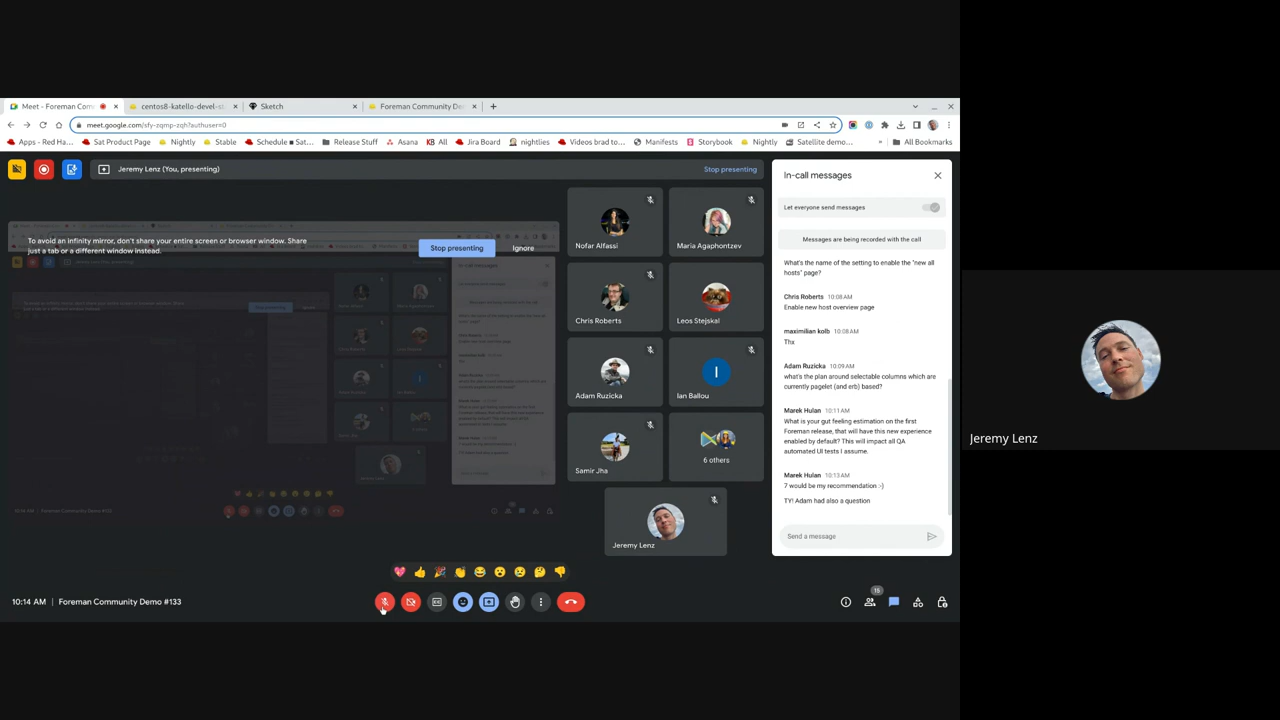 Meet - Foreman Com
centos8-katello-devel-st
Sketch
Foreman Community De
meet.google.com/sfy-zqmp-zqh?authuser=0
Apps - Red Ha...
Sat Product Page
Nightly
Stable
Schedule ■ Sat...
Release Stuff
Asana
KB All
Jira Board
nightlies
Videos brad to...
Manifests
Storybook
Nightly
Satellite demo...
»
All Bookmarks
Jeremy Lenz (You, presenting)
Stop presenting
To avoid an infinity mirror, don't share your entire screen or browser window. Share
just a tab or a different window instead.
Stop presenting
Ignore
Nofar Alfassi
Maria Agaphontzev
Chris Roberts
Leos Stejskal
Adam Ruzicka
I
Ian Ballou
Samir Jha
6 others
Jeremy Lenz
In-call messages
Let everyone send messages
Messages are being recorded with the call
What's the name of the setting to enable the "new all
hosts" page?
Chris Roberts 10:08 AM
Enable new host overview page
maximilian kolb 10:08 AM
Thx
Adam Ruzicka 10:09 AM
what's the plan around selectable columns which are
currently pagelet (and erb) based?
Marek Hulan 10:11 AM
What is your gut feeling estimation on the first
Foreman release, that will have this new experience
enabled by default? This will impact all QA
automated UI tests I assume.
Marek Hulan 10:13 AM
7 would be my recommendation :-)
TY! Adam had also a question
Send a message
10:14 AM | Foreman Community Demo #133
15
Jeremy Lenz